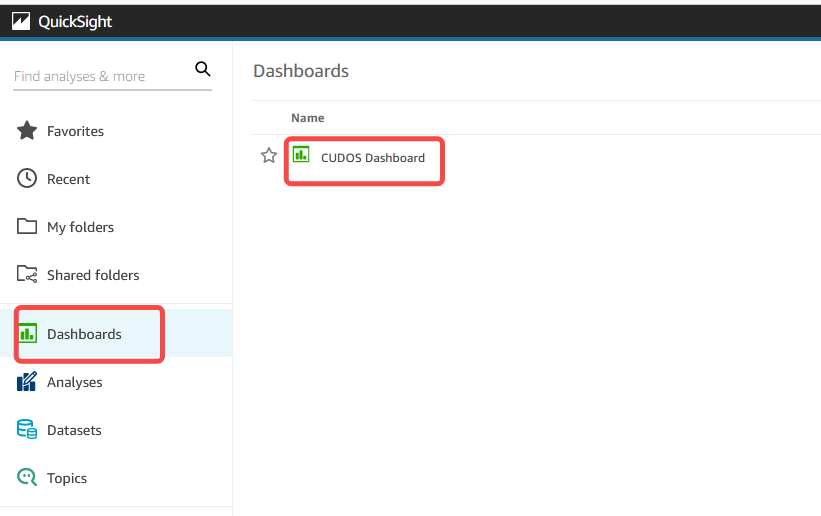 QuickSight
Find analyses & more
Favorites
Recent
My folders
Shared folders
Dashboards
Analyses
Datasets
Topics
Dashboards
Name
CUDOS Dashboard